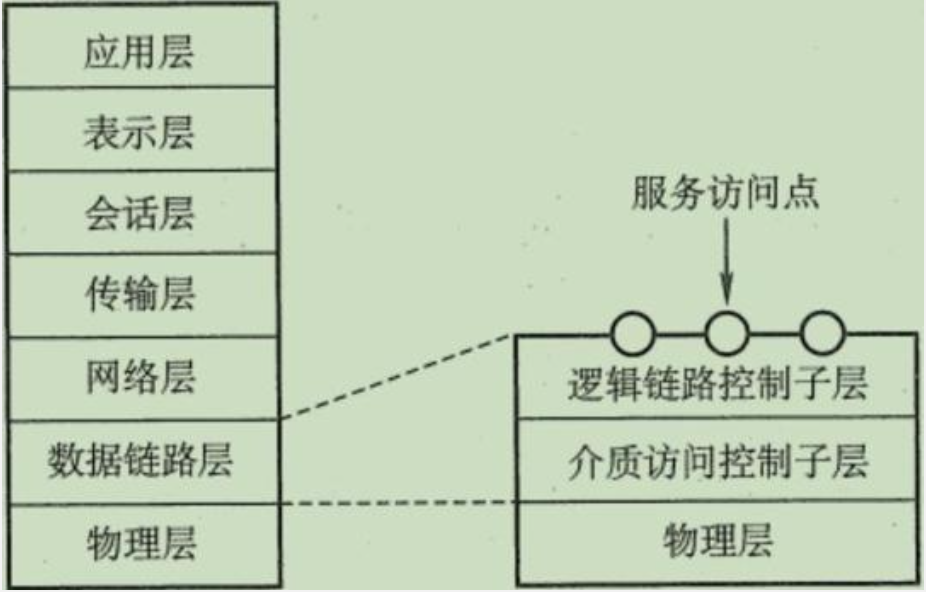 应用层
表示层
会话层
传输层
网络层
数据链路层
物理层
服务访问点
逻辑链路控制子层
介质访问控制子层
物理层